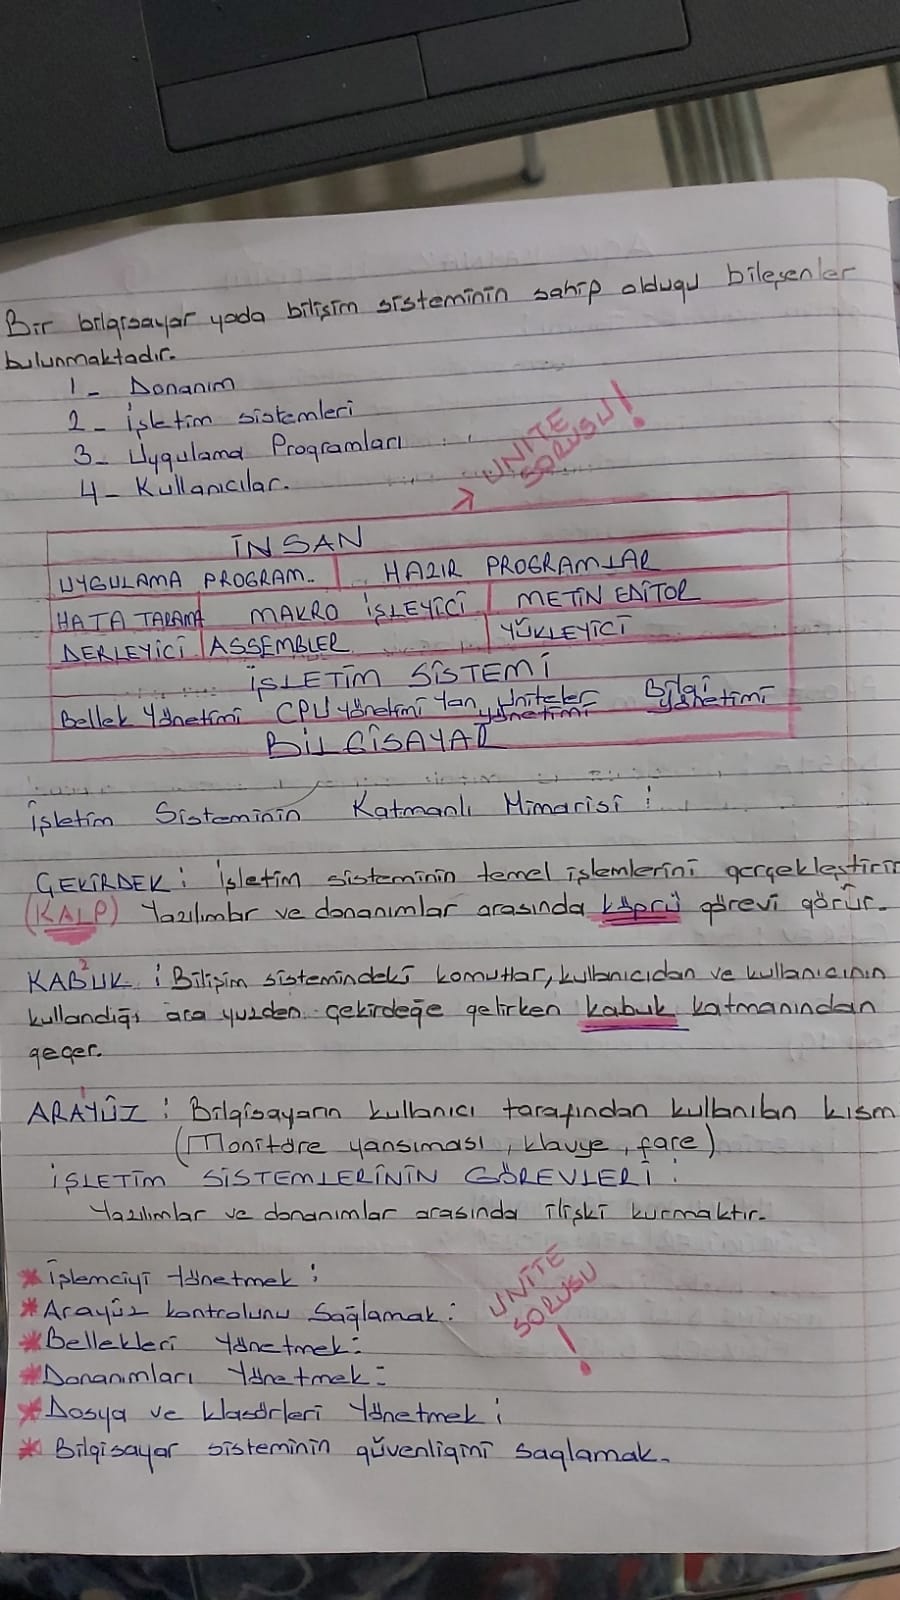 Bir bilgisayar yada bilişim sisteminin sahip olduğu bileşenler
bulunmaktadır.
1- Donanım
2- İşletim sistemleri
3- Uygulama Programları
4- Kullanıcılar.
ÜNİTE
SORUSU!
İNSAN
UYGULAMA PROGRAM.. HAZIR PROGRAMLAR
HATA TARAMA MAKRO İŞLEYİCİ METİN EDİTÖR
DERLEYİCİ ASSEMBLER YÜKLEYİCİ
İŞLETİM SİSTEMİ
Bellek Yönetimi CPU Yönetimi Yan Üniteler Yönetimi Bilgi Yönetimi
BİLGİSAYAR
İşletim Sisteminin Katmanlı Mimarisi:
ÇEKİRDEK: İşletim sisteminin temel işlemlerini gerçekleştirir
(KALP) Yazılımlar ve donanımlar arasında köprü görevi görür.
2
KABUK : Bilişim sistemindeki komutlar, kullanıcıdan ve kullanıcının
kullandığı ara yüzden çekirdeğe gelirken kabuk katmanından
geçer.
1
ARAYÜZ : Bilgisayarın kullanıcı tarafından kullanılan kısm
(Monitöre yansıması, klavye, fare)
İŞLETİM SİSTEMLERİNİN GÖREVLERİ:
Yazılımlar ve donanımlar arasında ilişki kurmaktır.
* İşlemciyi Yönetmek:
* Arayüz kontrolunu Sağlamak:
* Bellekleri Yönetmek:
* Donanımları Yönetmek:
* Dosya ve klasörleri Yönetmek:
* Bilgisayar sisteminin güvenliğini sağlamak.
ÜNİTE
SORUSU
!